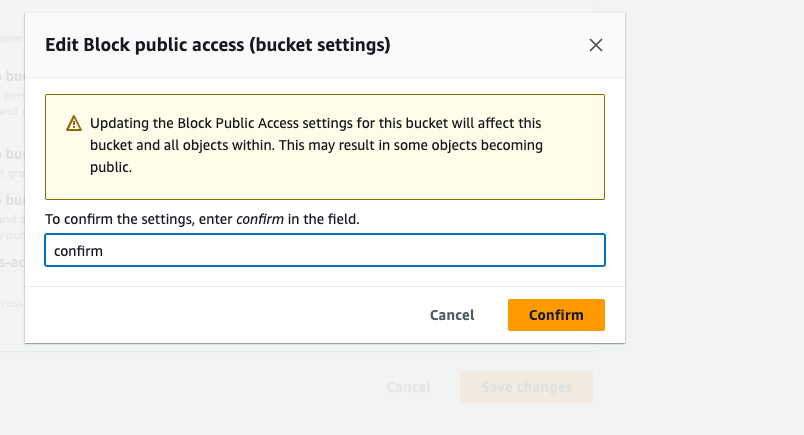 Edit Block public access (bucket settings)
Updating the Block Public Access settings for this bucket will affect this
bucket and all objects within. This may result in some objects becoming
public.
To confirm the settings, enter confirm in the field.
confirm
Cancel
Confirm
Cancel
Save changes